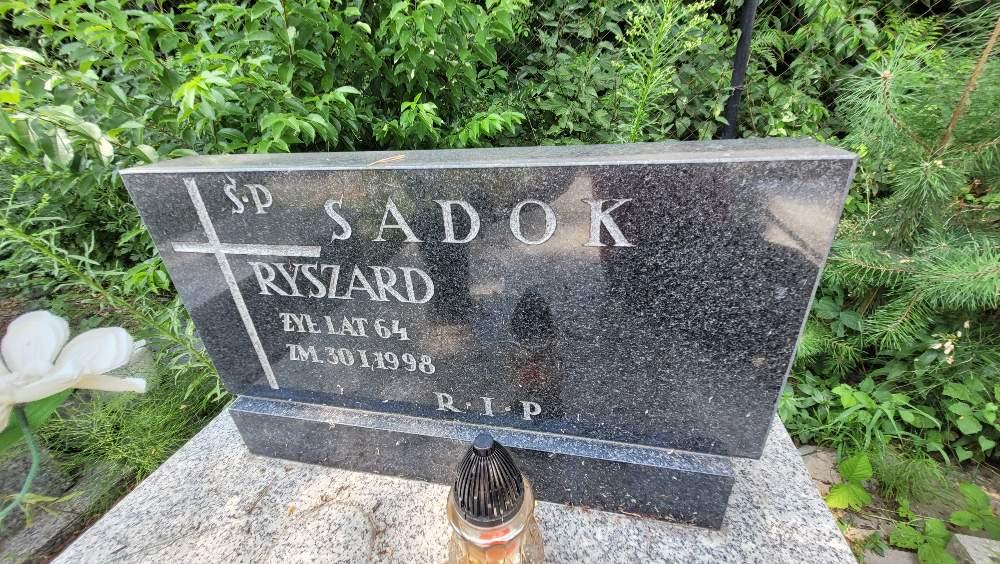 Ś.P
SADOK
RYSZARD
ŻYŁ LAT 64
ZM. 30 I, 1998
R · I · P